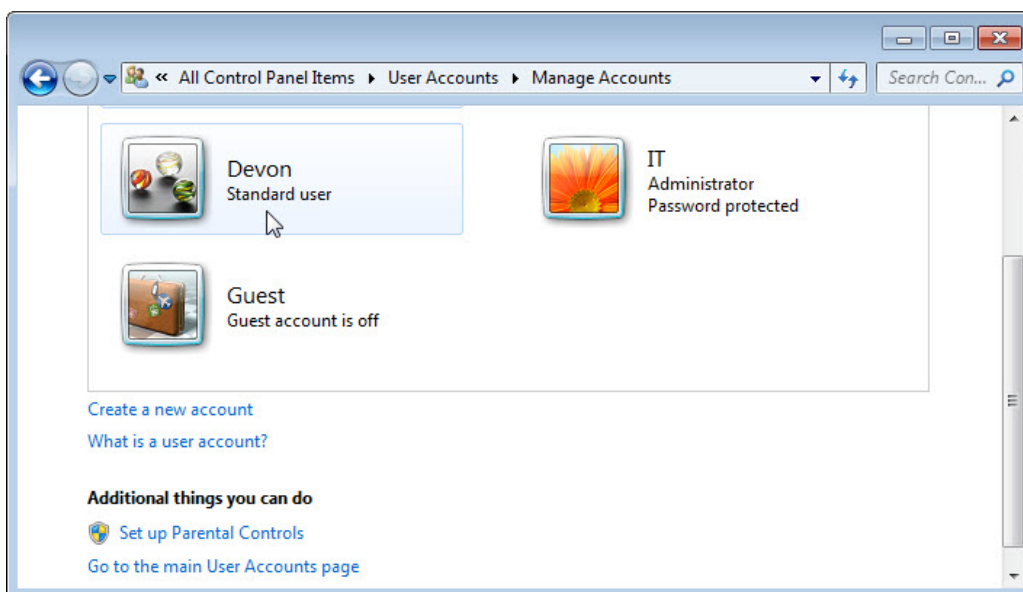 « All Control Panel Items ▸ User Accounts ▸ Manage Accounts
Search Con...
Devon
Standard user
IT
Administrator
Password protected
Guest
Guest account is off
Create a new account
What is a user account?
Additional things you can do
Set up Parental Controls
Go to the main User Accounts page